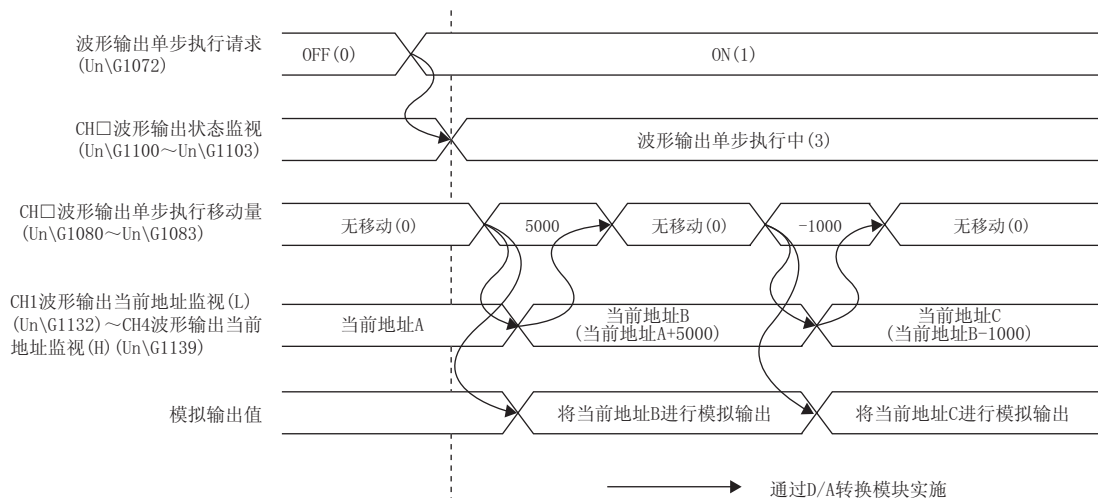 波形输出单步执行请求
(Un\G1072)
OFF(0)
ON(1)
CH□波形输出状态监视
(Un\G1100～Un\G1103)
波形输出单步执行中(3)
CH□波形输出单步执行移动量
(Un\G1080～Un\G1083)
无移动(0)
5000
无移动(0)
-1000
无移动(0)
CH1波形输出当前地址监视(L)
(Un\G1132)～CH4波形输出当前
地址监视(H)(Un\G1139)
当前地址A
当前地址B
(当前地址A+5000)
当前地址C
(当前地址B-1000)
模拟输出值
将当前地址B进行模拟输出
将当前地址C进行模拟输出
通过D/A转换模块实施